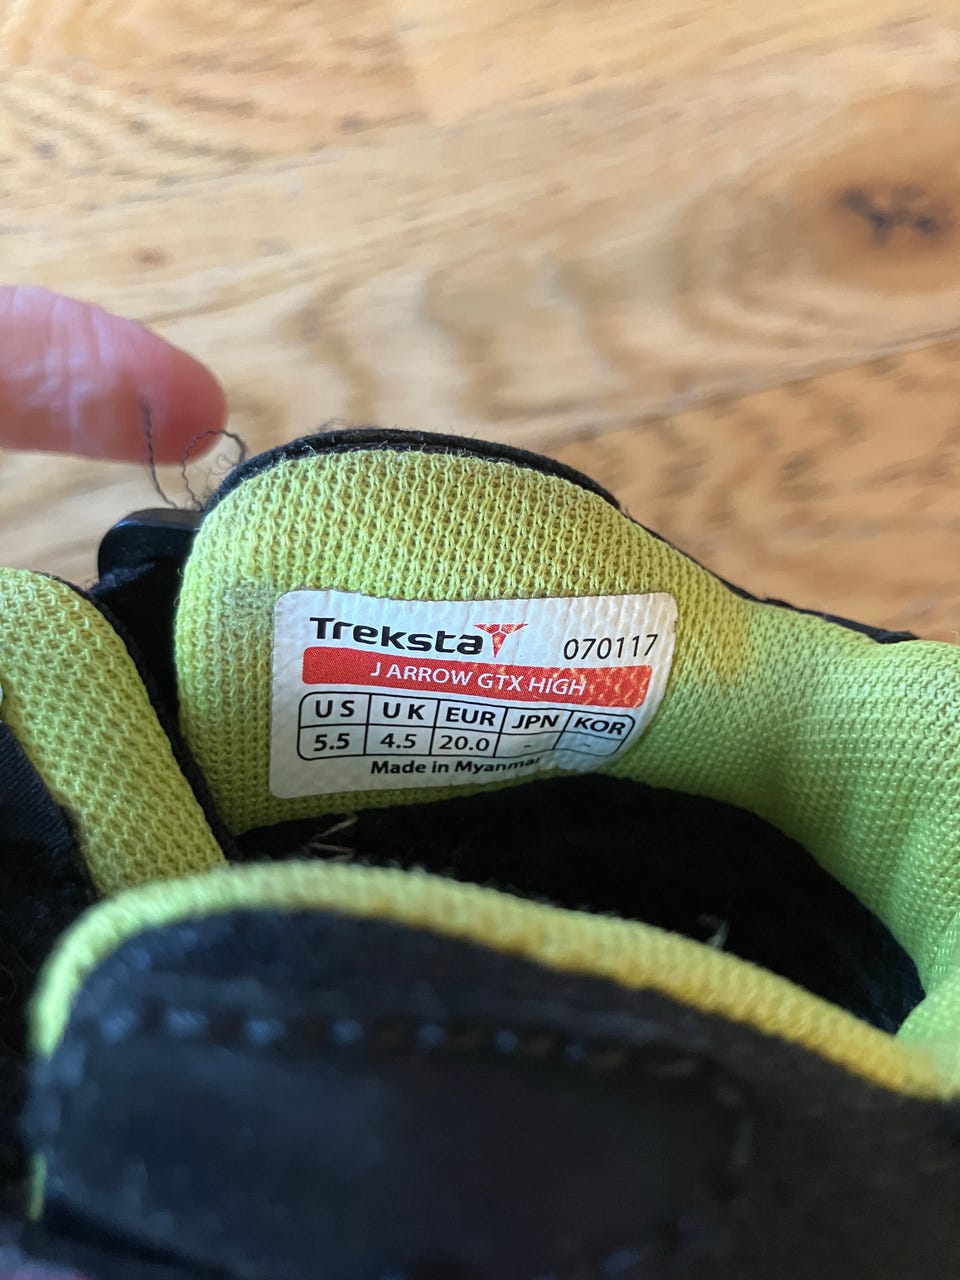 Treksta 070117
J ARROW GTX HIGH
US UK EUR JPN KOR
5.5 4.5 20.0 - -
Made in Myanmar